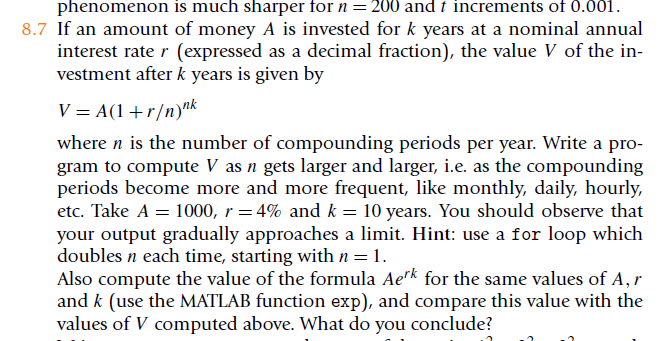 phenomenon is much sharper for n = 200 and t increments of 0.001.
8.7 If an amount of money A is invested for k years at a nominal annual
interest rate r (expressed as a decimal fraction), the value V of the in-
vestment after k years is given by
V = A(1 + r/n)^{nk}
where n is the number of compounding periods per year. Write a pro-
gram to compute V as n gets larger and larger, i.e. as the compounding
periods become more and more frequent, like monthly, daily, hourly,
etc. Take A = 1000, r = 4% and k = 10 years. You should observe that
your output gradually approaches a limit. Hint: use a for loop which
doubles n each time, starting with n = 1.
Also compute the value of the formula Ae^{rk} for the same values of A, r
and k (use the MATLAB function exp), and compare this value with the
values of V computed above. What do you conclude?